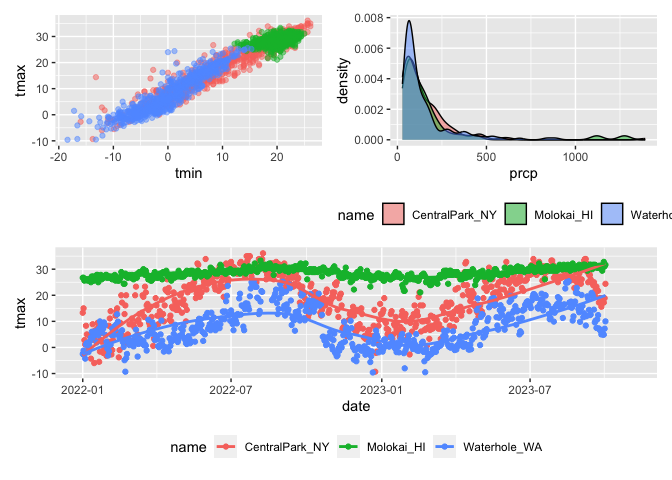 tmax
30
20
10
0
-10
-20 -10 0 10 20
tmin
density
0.008
0.006
0.004
0.002
0.000
0 500 1000
prcp
name CentralPark_NY Molokai_HI Waterho
tmax
30
20
10
0
-10
2022-01 2022-07 2023-01 2023-07
date
name CentralPark_NY Molokai_HI Waterhole_WA